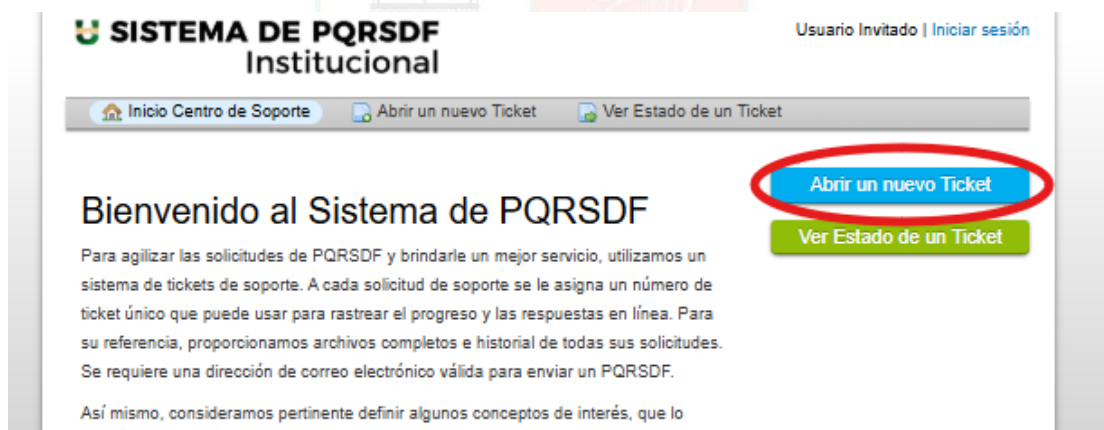 SISTEMA DE PQRSDF
Institucional
Usuario Invitado | Iniciar sesión
Inicio Centro de Soporte
Abrir un nuevo Ticket
Ver Estado de un Ticket
Abrir un nuevo Ticket
Ver Estado de un Ticket
Bienvenido al Sistema de PQRSDF
Para agilizar las solicitudes de PQRSDF y brindarle un mejor servicio, utilizamos un
sistema de tickets de soporte. A cada solicitud de soporte se le asigna un número de
ticket único que puede usar para rastrear el progreso y las respuestas en línea. Para
su referencia, proporcionamos archivos completos e historial de todas sus solicitudes.
Se requiere una dirección de correo electrónico válida para enviar un PQRSDF.
Así mismo, consideramos pertinente definir algunos conceptos de interés, que lo